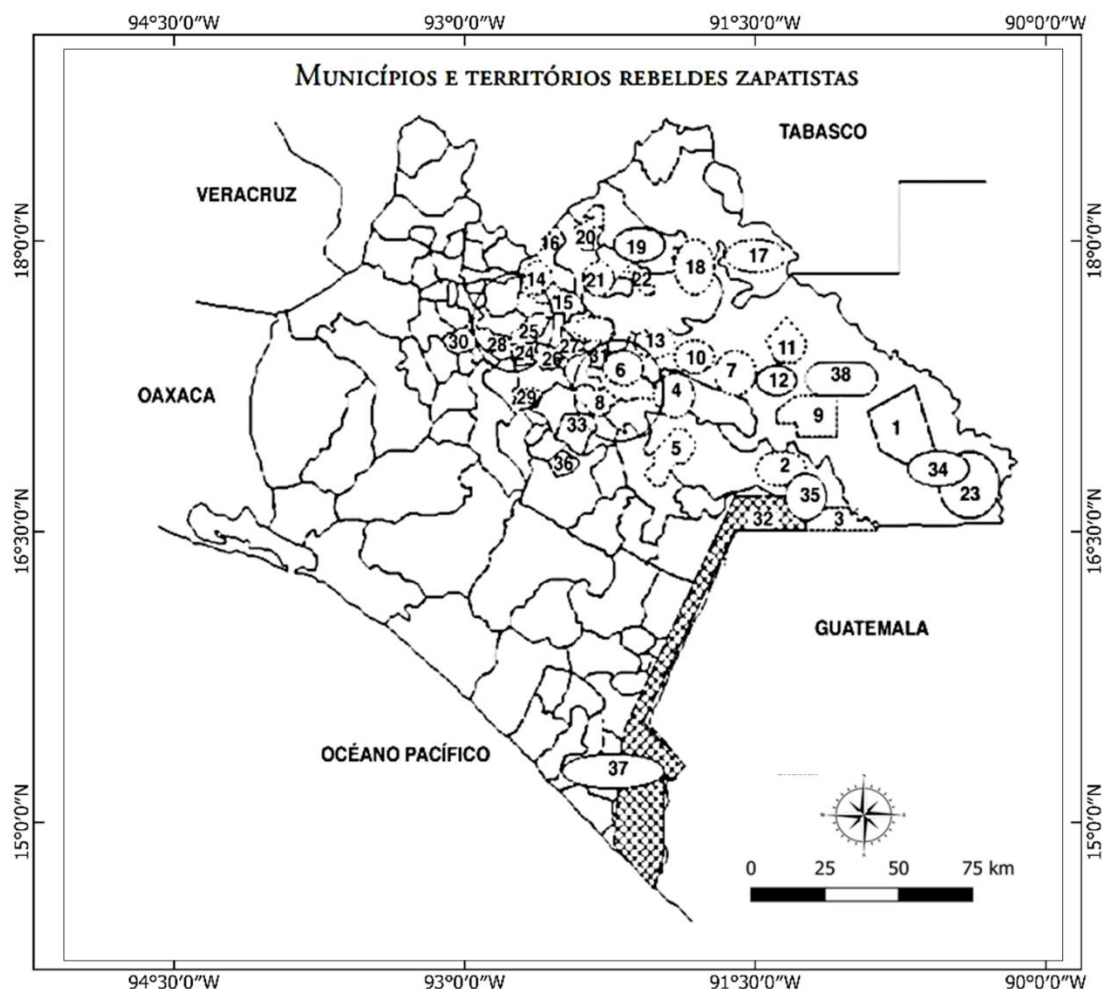 94°30'0"W 93°00'0"W 91°30'0"W 90°00'0"W
MUNICÍPIOS E TERRITÓRIOS REBELDES ZAPATISTAS
TABASCO
VERACRUZ
18°0'0"N 18°0'0"N
16 20 19 17
18
14 21 22
15
25
30 28 27 13 11
24 26 31 10
6 7 12 38
OAXACA
29 8 4 9
33 1
5
36 2 34
35 23
32 3
16°30'0"N 16°30'0"N
GUATEMALA
OCÉANO PACÍFICO
37
15°0'0"N 15°0'0"N
0 25 50 75 km
94°30'0"W 93°00'0"W 91°30'0"W 90°00'0"W